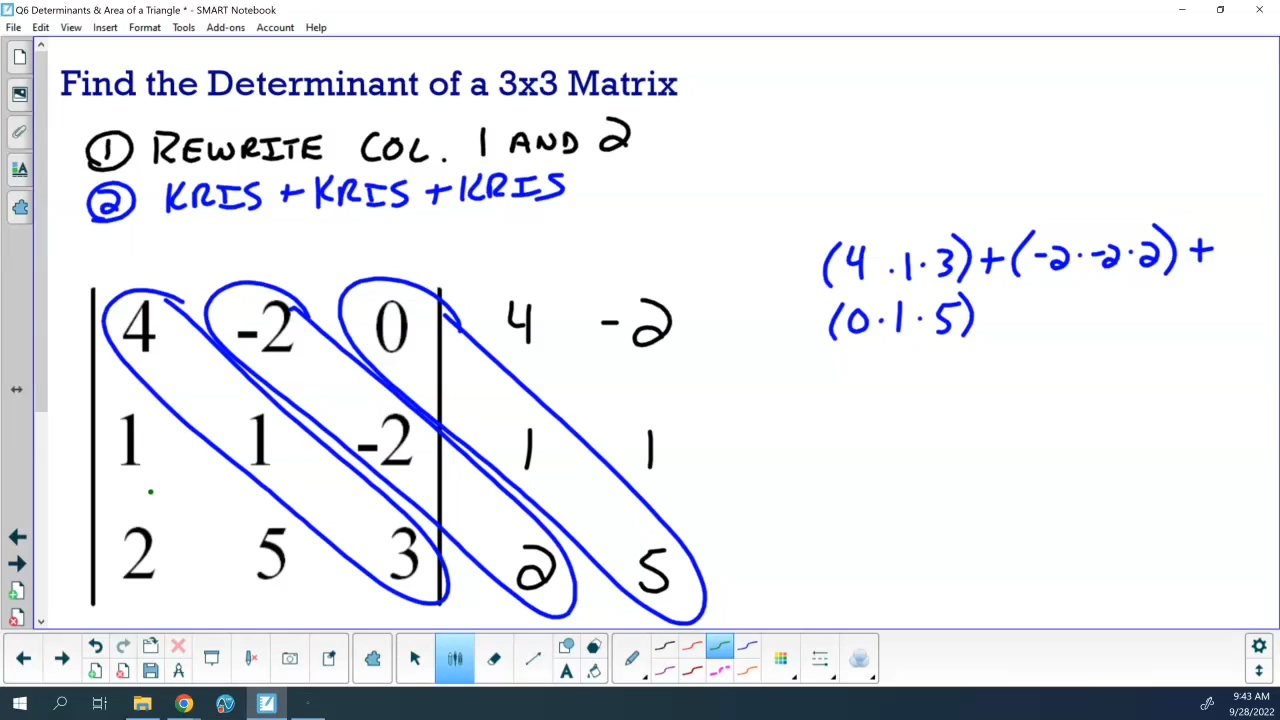 Q6 Determinants & Area of a Triangle * - SMART Notebook
File Edit View Insert Format Tools Add-ons Account Help
Find the Determinant of a 3x3 Matrix
① REWRITE COL. 1 AND 2
② KRIS + KRIS + KRIS
(4 · 1 · 3) + (-2 · -2 · 2) +
(0 · 1 · 5)
4 -2 0 4 -2
1 1 -2 1 1
2 5 3 2 5
9:43 AM
9/28/2022